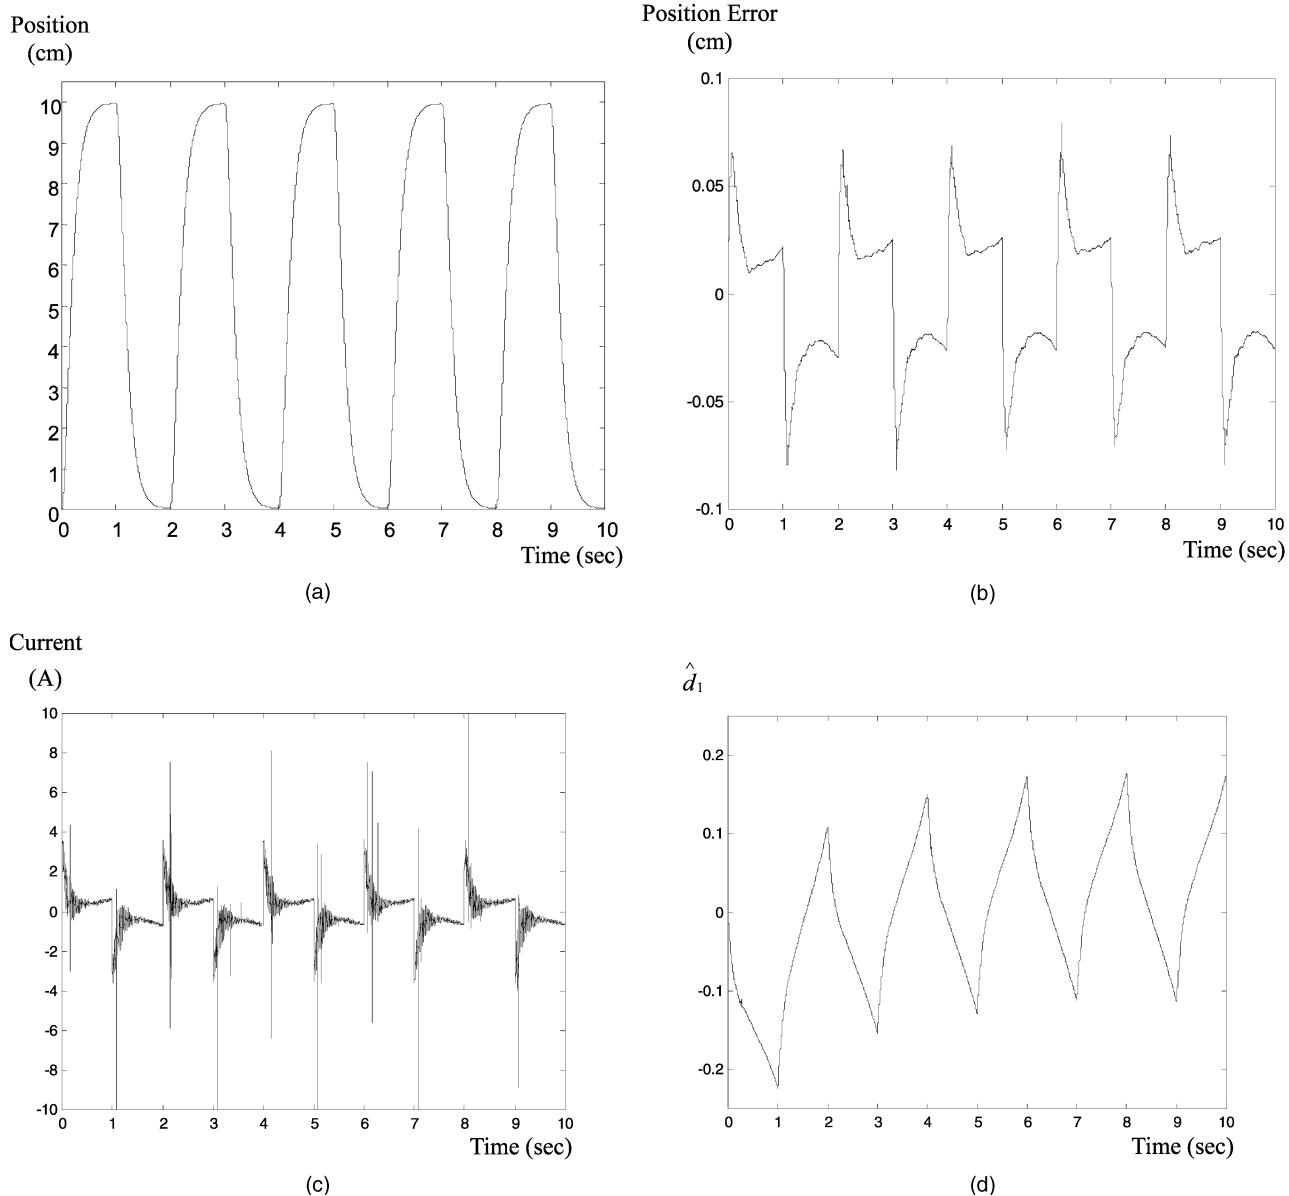 Position
(cm)
10
9
8
7
6
5
4
3
2
1
0
0 1 2 3 4 5 6 7 8 9 10
Time (sec)
(a)
Position Error
(cm)
0.1
0.05
0
-0.05
-0.1
0 1 2 3 4 5 6 7 8 9 10
Time (sec)
(b)
Current
(A)
10
8
6
4
2
0
-2
-4
-6
-8
-10
0 1 2 3 4 5 6 7 8 9 10
Time (sec)
(c)
d̂₁
0.2
0.1
0
-0.1
-0.2
0 1 2 3 4 5 6 7 8 9 10
Time (sec)
(d)